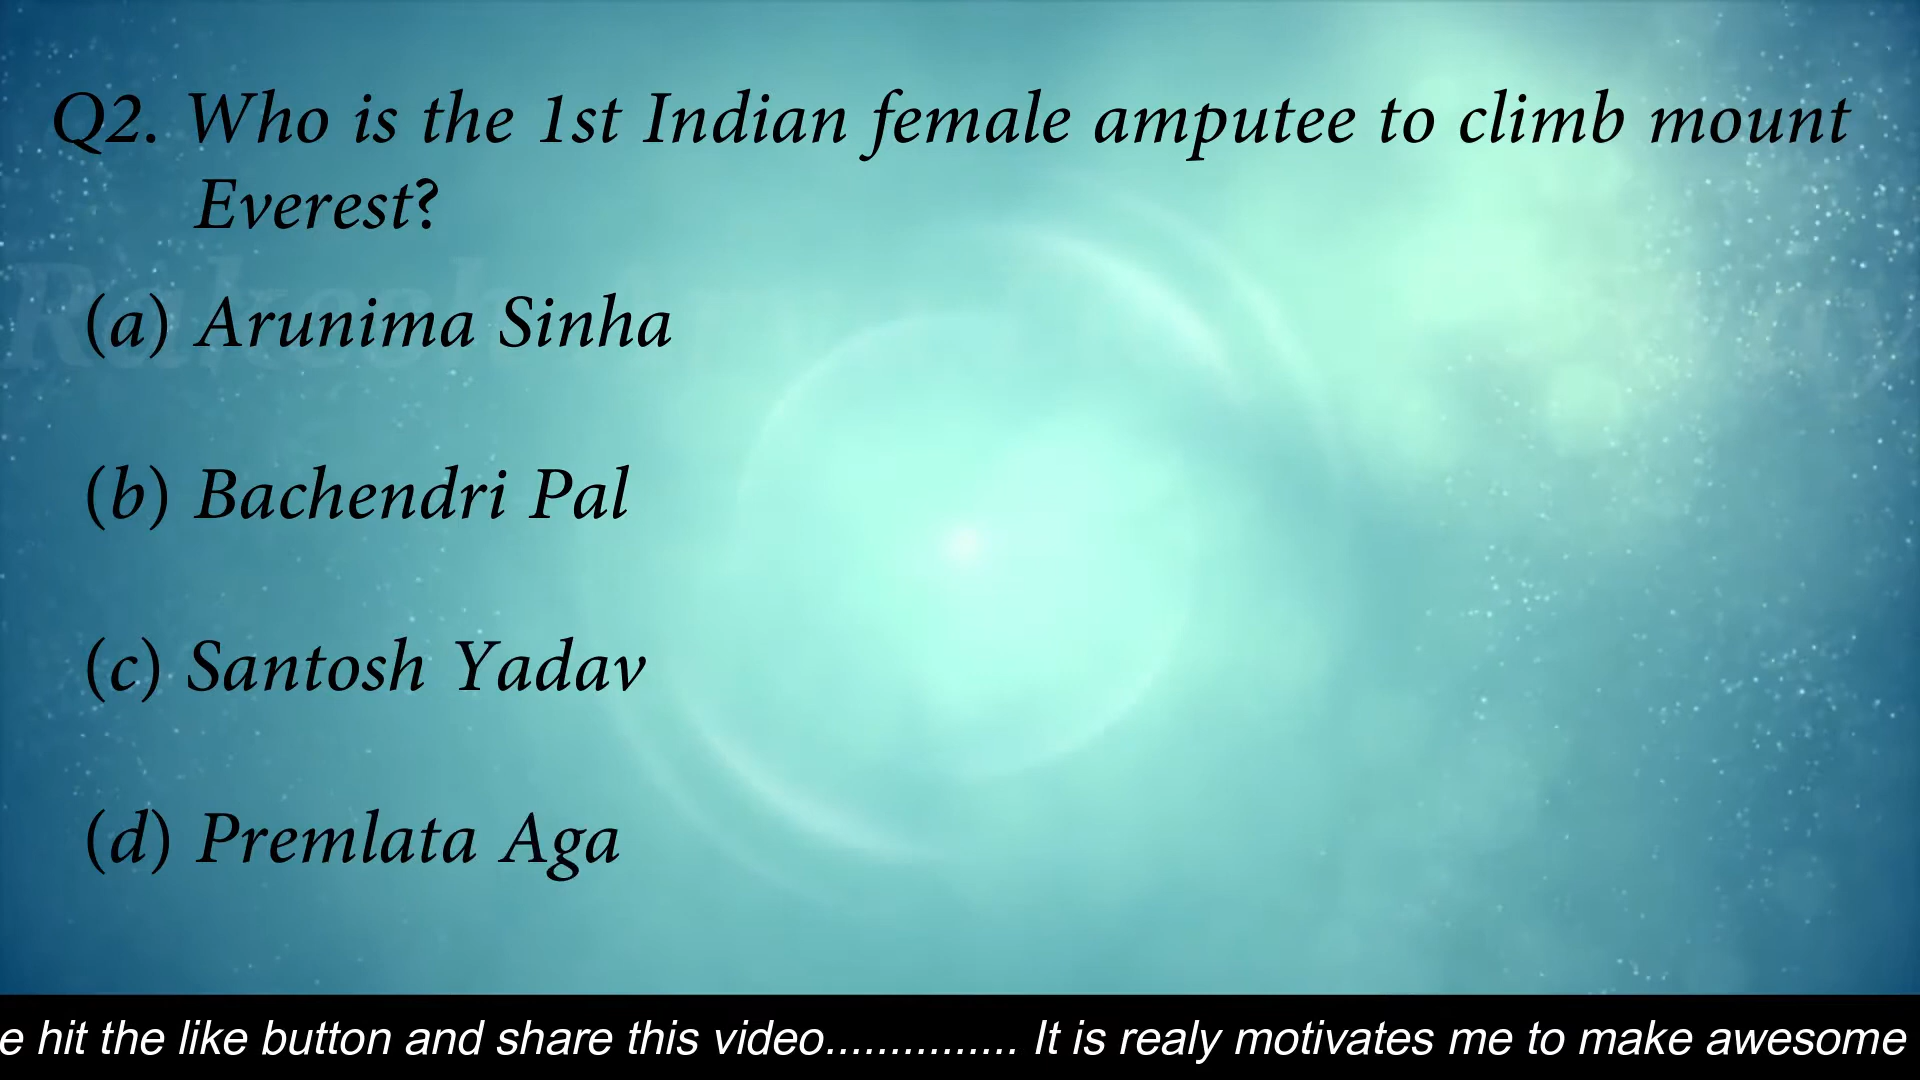 Q2. Who is the 1st Indian female amputee to climb mount
Everest?
(a) Arunima Sinha
(b) Bachendri Pal
(c) Santosh Yadav
(d) Premlata Aga
e hit the like button and share this video............... It is realy motivates me to make awesome